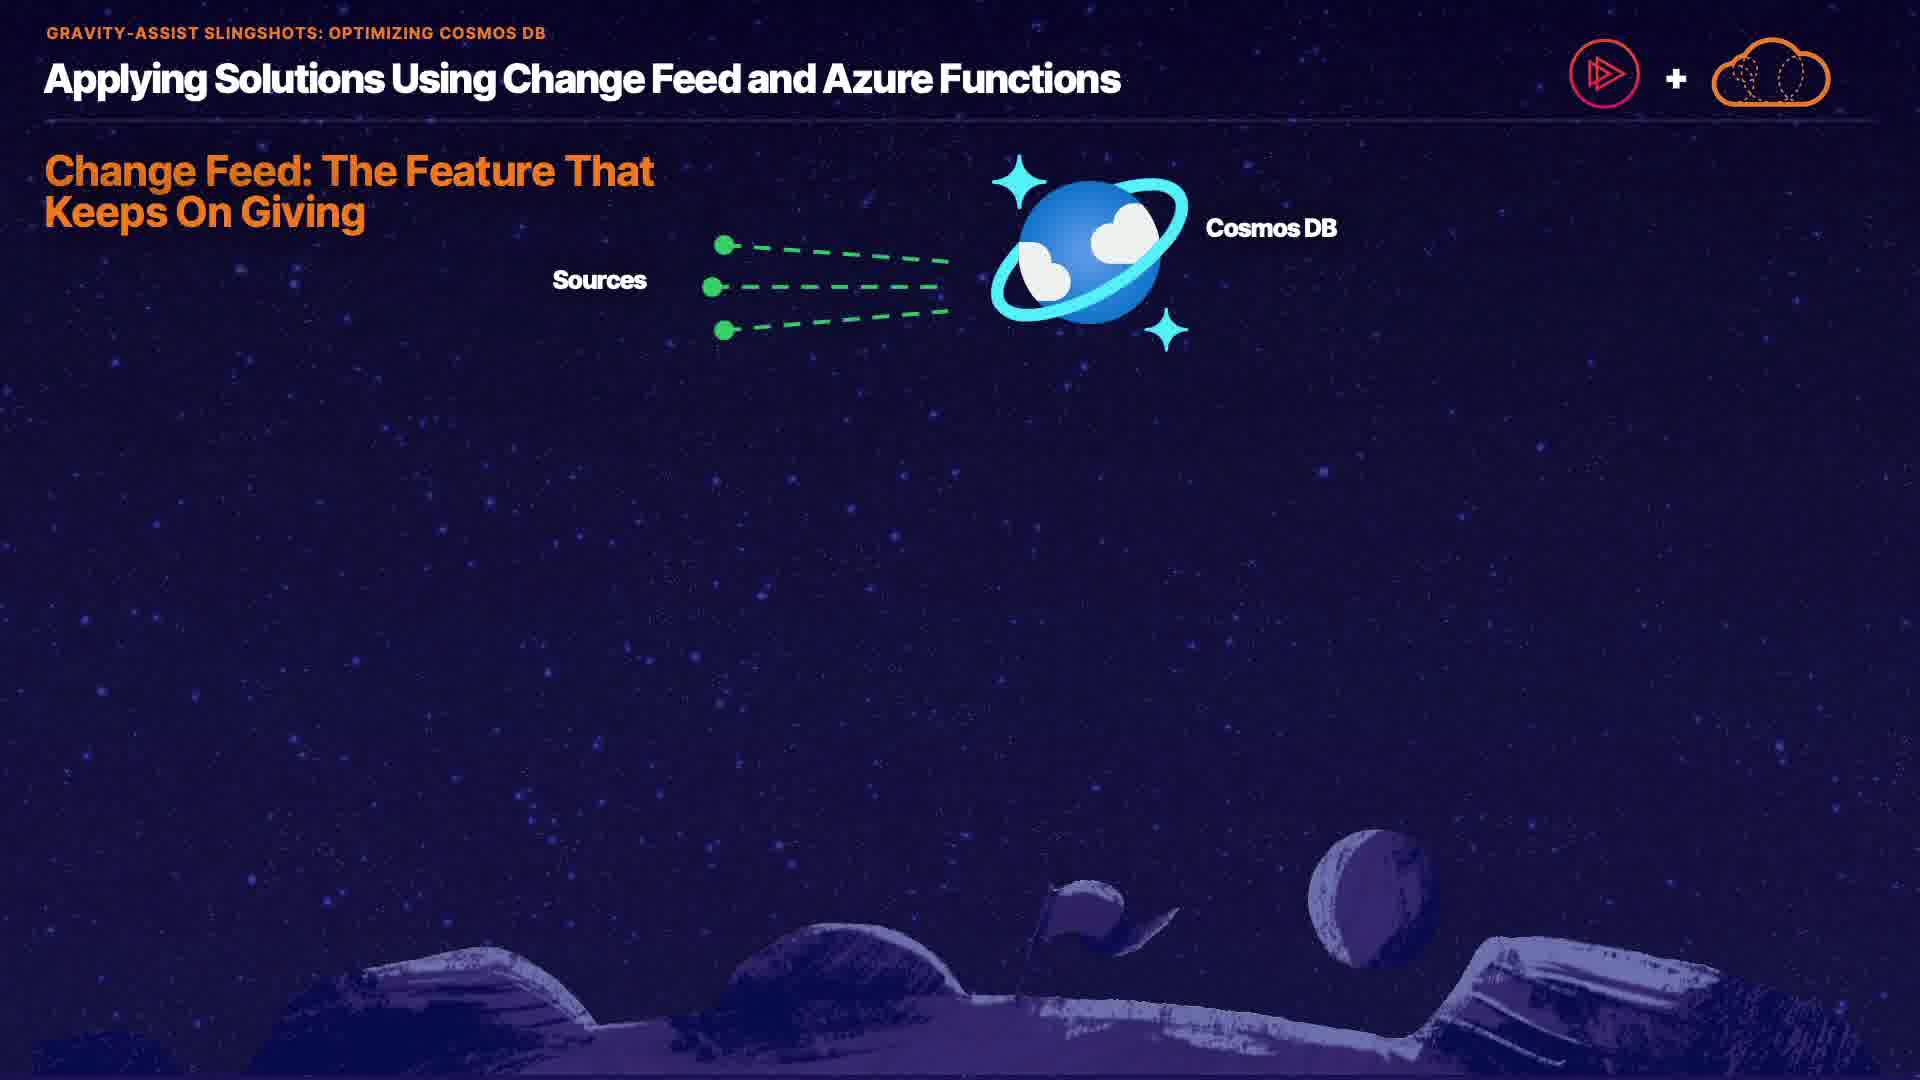 GRAVITY-ASSIST SLINGSHOTS: OPTIMIZING COSMOS DB
Applying Solutions Using Change Feed and Azure Functions
Change Feed: The Feature That
Keeps On Giving
Cosmos DB
Sources